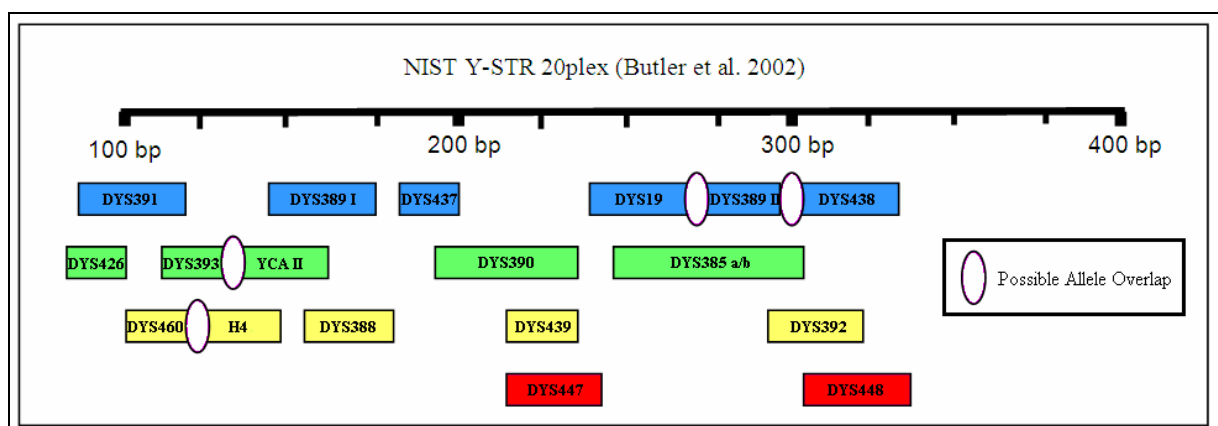 NIST Y-STR 20plex (Butler et al. 2002)
100 bp 200 bp 300 bp 400 bp
DYS391 DYS389 I DYS437 DYS19 DYS389 II DYS438
DYS426 DYS393 YCA II DYS390 DYS385 a/b
Possible Allele Overlap
DYS460 H4 DYS388 DYS439 DYS392
DYS447 DYS448